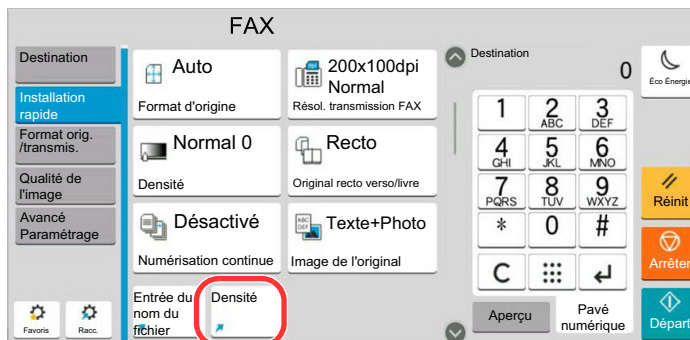 FAX
Destination
Installation
rapide
Format orig.
/transmis.
Qualité de
l'image
Avancé
Paramétrage
Favoris
Racc.
Auto
Format d'origine
200x100dpi
Normal
Résol. transmission FAX
Normal 0
Densité
Recto
Original recto verso/livre
Désactivé
Numérisation continue
ABC
DEF
Texte+Photo
Image de l'original
Entrée du
nom du
fichier
Densité
Destination
0
1
2
ABC
3
DEF
4
GHI
5
JKL
6
MNO
7
PQRS
8
TUV
9
WXYZ
*
0
#
C
Aperçu
Pavé
numérique
Éco Énergie
Réinit
Arrêter
Départ